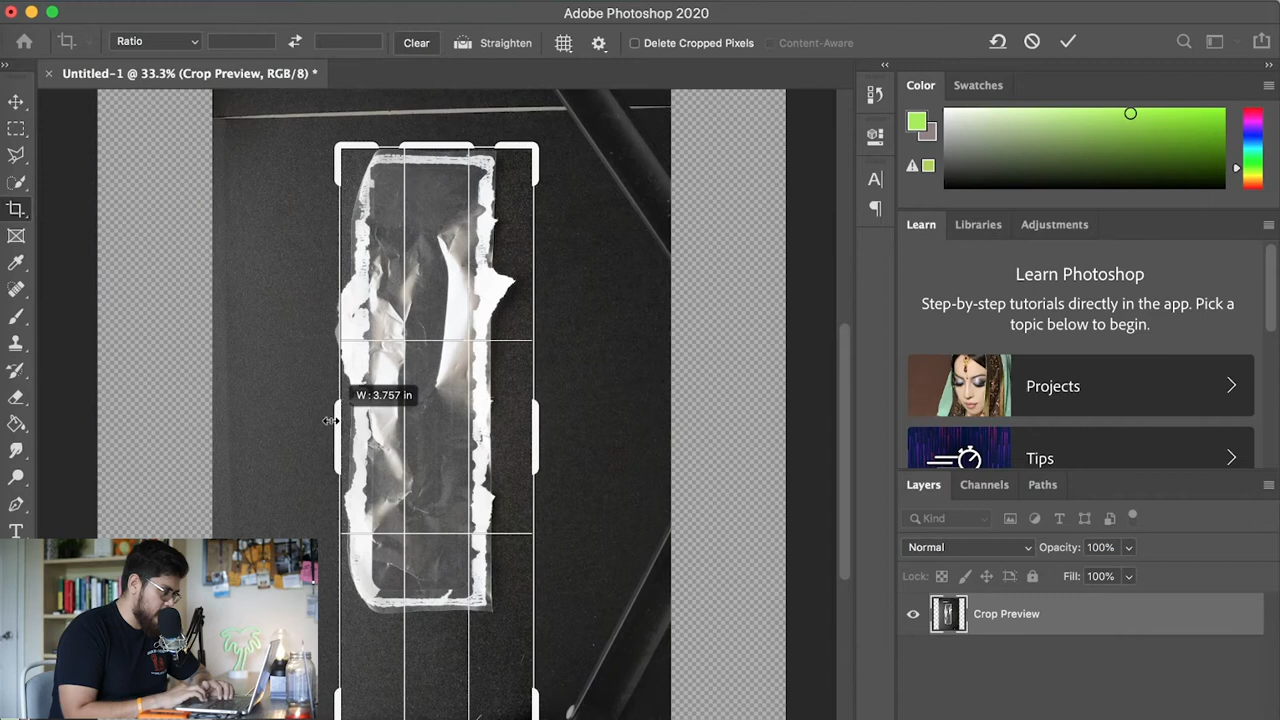 Adobe Photoshop 2020
Ratio
Clear
Straighten
Delete Cropped Pixels
Content-Aware
Untitled-1 @ 33.3% (Crop Preview, RGB/8) *
Color
Swatches
Learn
Libraries
Adjustments
Learn Photoshop
Step-by-step tutorials directly in the app. Pick a
topic below to begin.
Projects
Tips
W: 3.757 in
Layers
Channels
Paths
Kind
Normal
Opacity: 100%
Lock:
Fill: 100%
Crop Preview